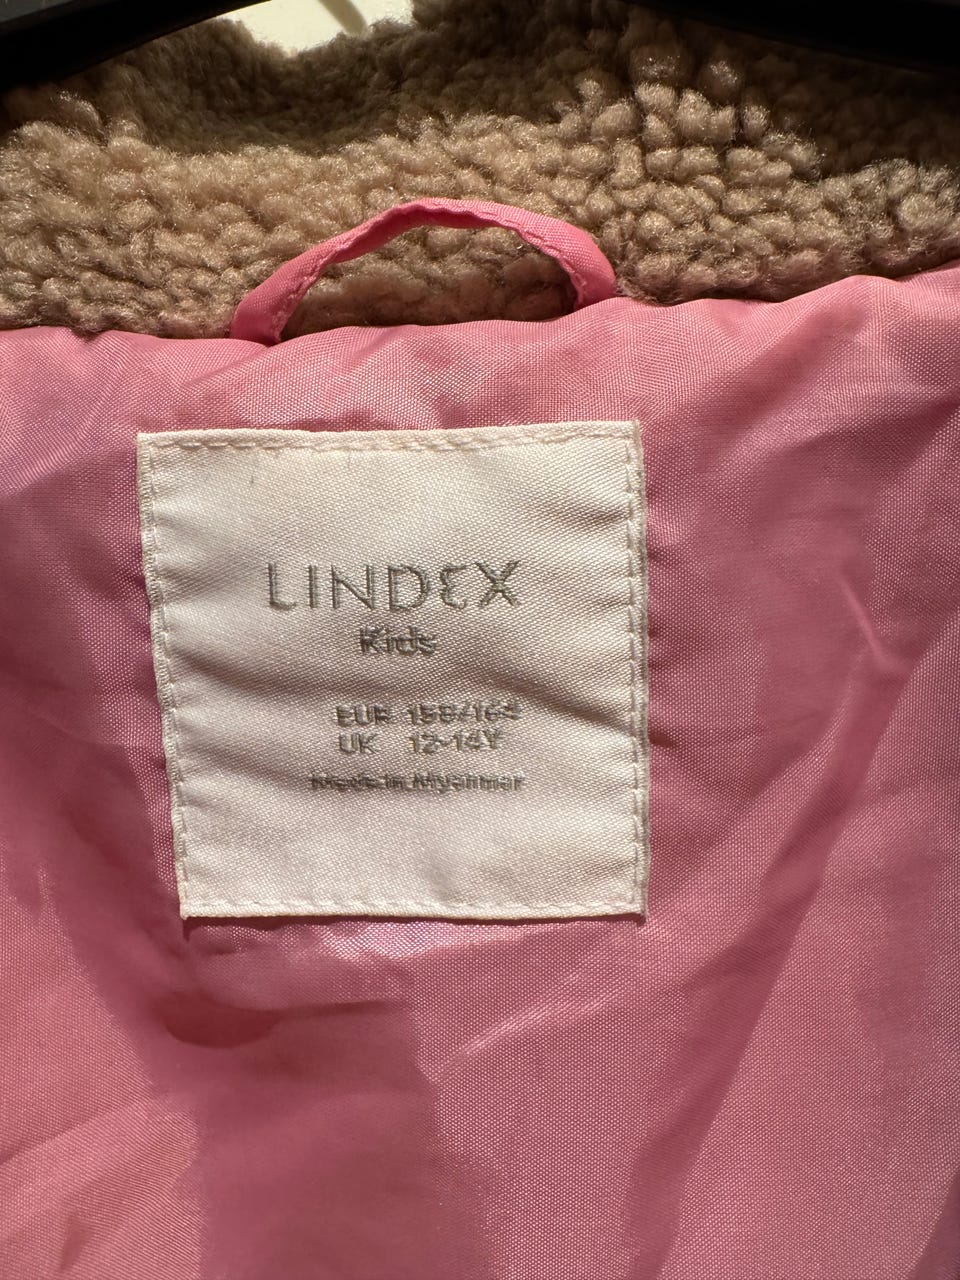 LINDEX
Kids
EUR 158/164
UK 12-14Y
Made in Myanmar